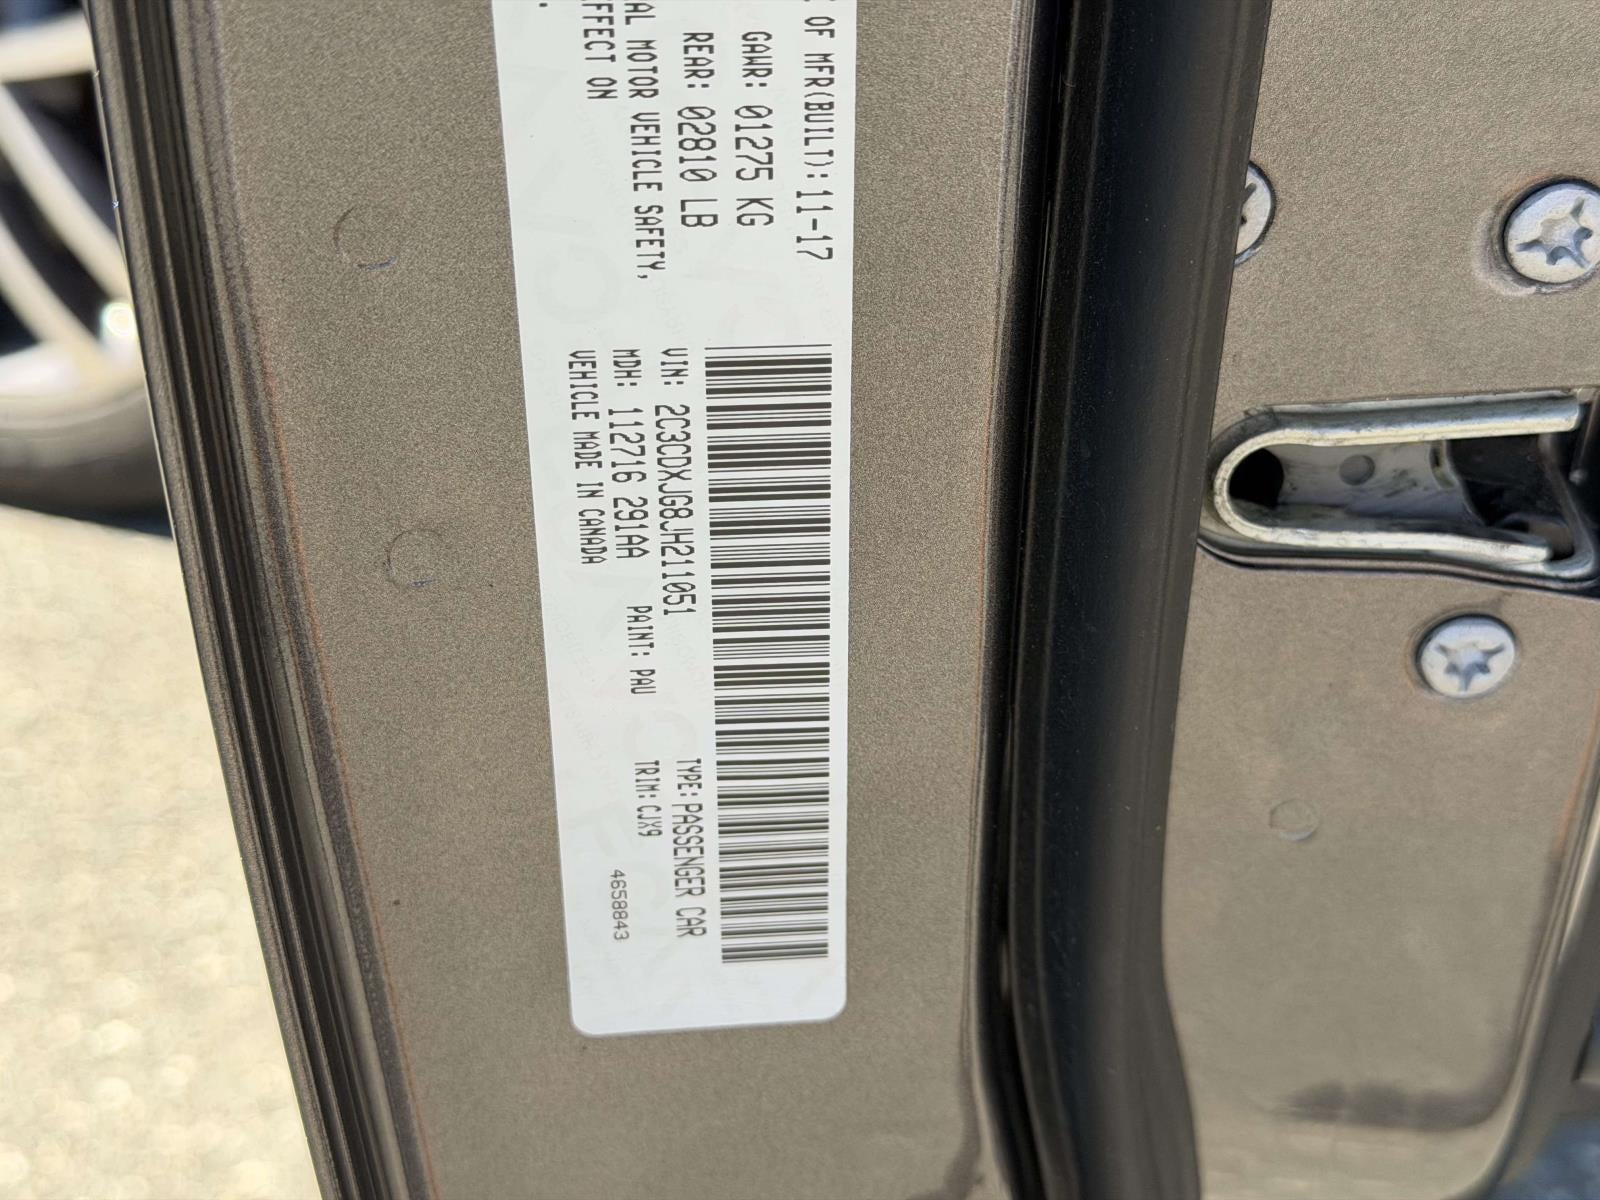 E OF MFR(BUILT): 11-17
GAWR: 01275 KG
REAR: 02810 LB
AL MOTOR VEHICLE SAFETY,
EFFECT ON
VIN: 2C3CDXJG8JH211051 TYPE: PASSENGER CAR
MDH: 112716 291AA PAINT: PAU TRIM: CJX9
VEHICLE MADE IN CANADA 4658843